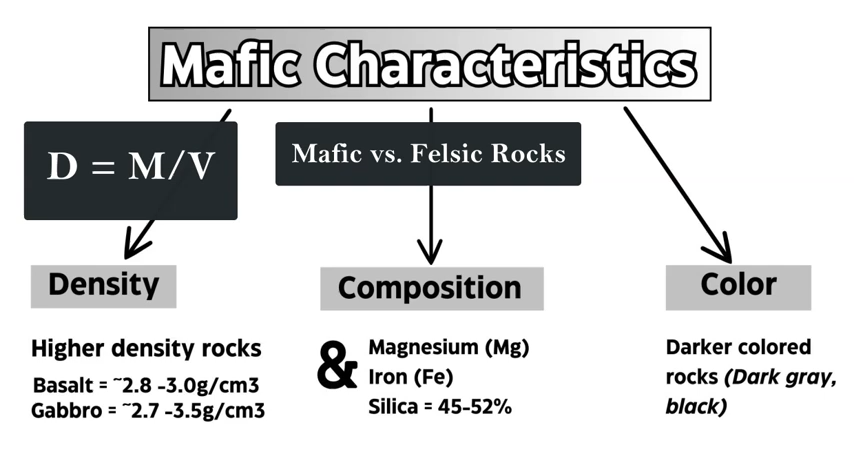 Mafic Characteristics
D = M/V
Mafic vs. Felsic Rocks
Density
Higher density rocks
Basalt = ~2.8 -3.0g/cm3
Gabbro = ~2.7 -3.5g/cm3
Composition
&
Magnesium (Mg)
Iron (Fe)
Silica = 45-52%
Color
Darker colored
rocks (Dark gray,
black)